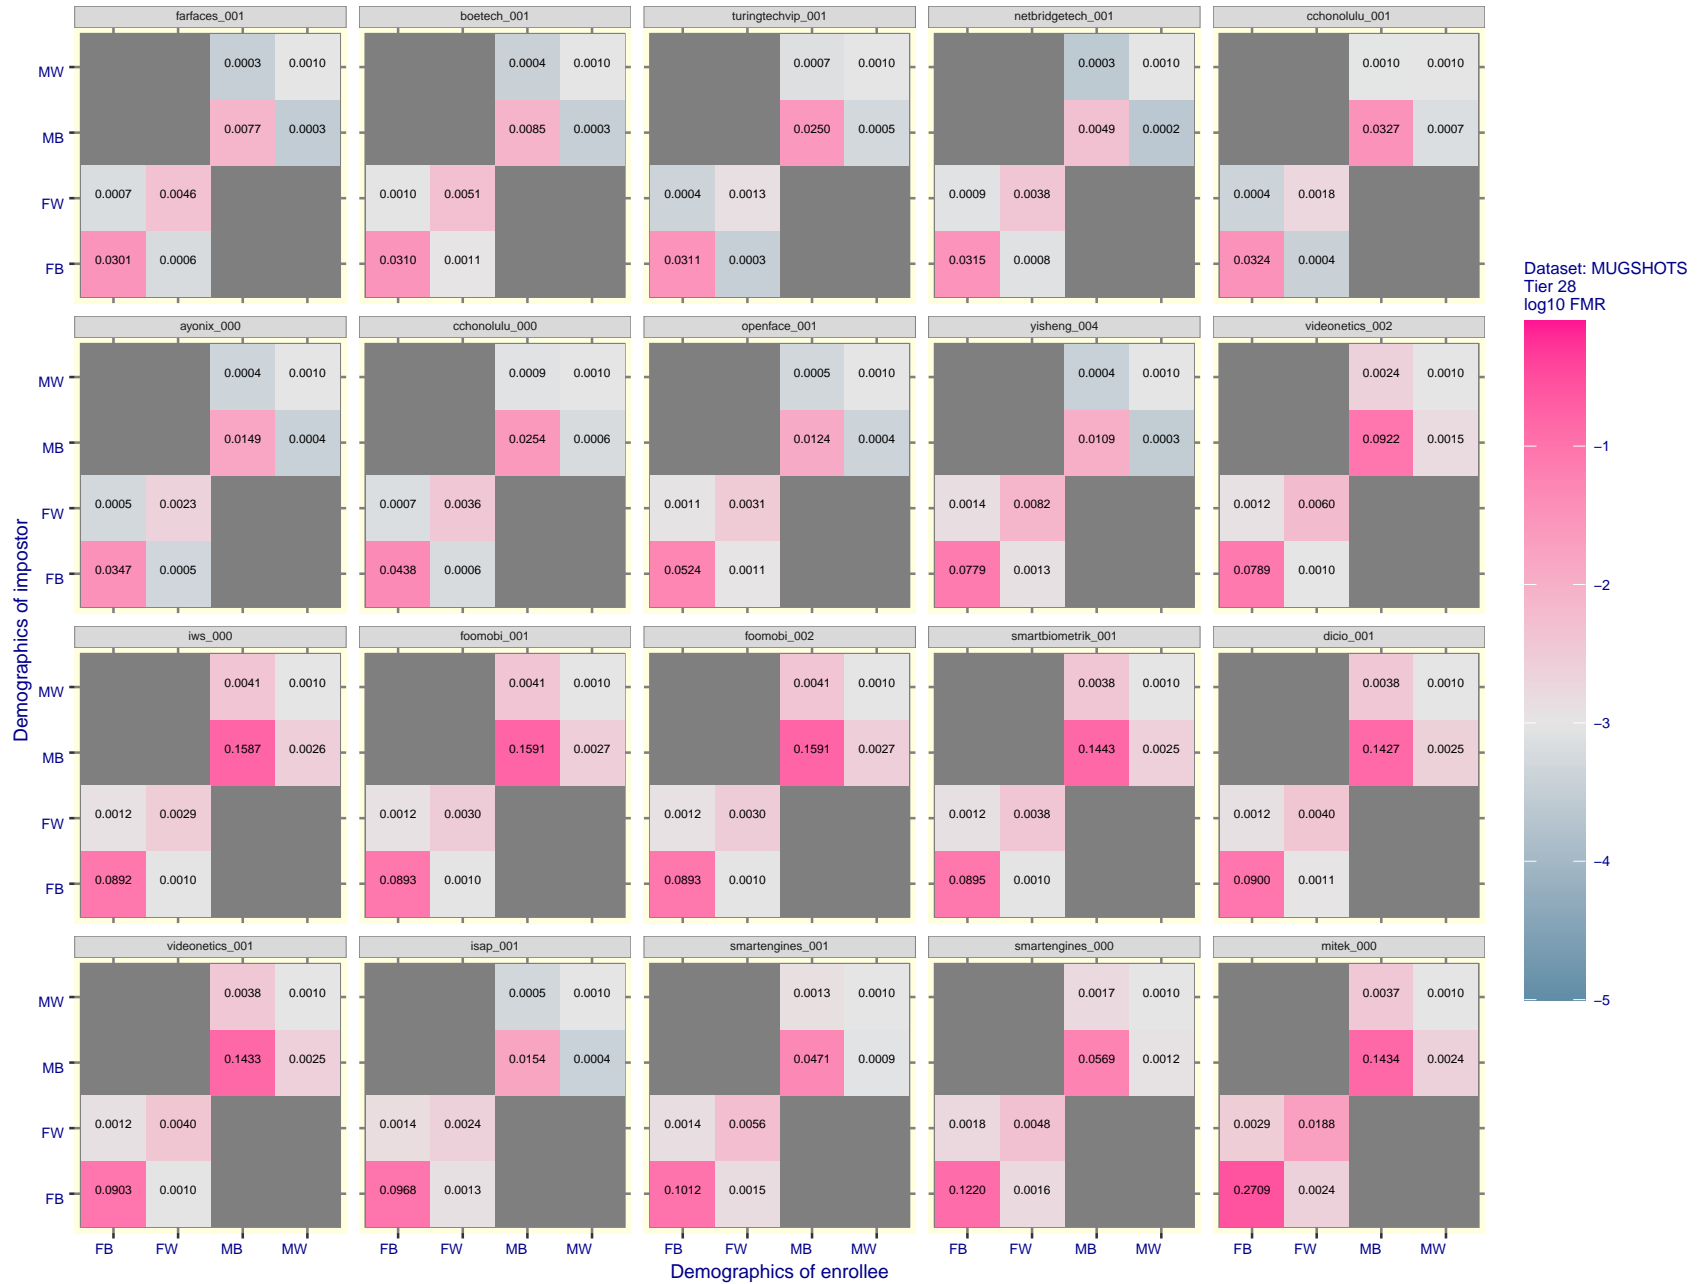 farfaces_001 boetech_001 turingtechvip_001 netbridgetech_001 cchonolulu_001
MW 0.0003 0.0010 0.0004 0.0010 0.0007 0.0010 0.0003 0.0010 0.0010 0.0010
MB 0.0077 0.0003 0.0085 0.0003 0.0250 0.0005 0.0049 0.0002 0.0327 0.0007
FW 0.0007 0.0046 0.0010 0.0051 0.0004 0.0013 0.0009 0.0038 0.0004 0.0018
FB 0.0301 0.0006 0.0310 0.0011 0.0311 0.0003 0.0315 0.0008 0.0324 0.0004
ayonix_000 cchonolulu_000 openface_001 yisheng_004 videonetics_002
MW 0.0004 0.0010 0.0009 0.0010 0.0005 0.0010 0.0004 0.0010 0.0024 0.0010
MB 0.0149 0.0004 0.0254 0.0006 0.0124 0.0004 0.0109 0.0003 0.0922 0.0015
FW 0.0005 0.0023 0.0007 0.0036 0.0011 0.0031 0.0014 0.0082 0.0012 0.0060
FB 0.0347 0.0005 0.0438 0.0006 0.0524 0.0011 0.0779 0.0013 0.0789 0.0010
iws_000 foomobi_001 foomobi_002 smartbiometrik_001 dicio_001
MW 0.0041 0.0010 0.0041 0.0010 0.0041 0.0010 0.0038 0.0010 0.0038 0.0010
MB 0.1587 0.0026 0.1591 0.0027 0.1591 0.0027 0.1443 0.0025 0.1427 0.0025
FW 0.0012 0.0029 0.0012 0.0030 0.0012 0.0030 0.0012 0.0038 0.0012 0.0040
FB 0.0892 0.0010 0.0893 0.0010 0.0893 0.0010 0.0895 0.0010 0.0900 0.0011
videonetics_001 isap_001 smartengines_001 smartengines_000 mitek_000
MW 0.0038 0.0010 0.0005 0.0010 0.0013 0.0010 0.0017 0.0010 0.0037 0.0010
MB 0.1433 0.0025 0.0154 0.0004 0.0471 0.0009 0.0569 0.0012 0.1434 0.0024
FW 0.0012 0.0040 0.0014 0.0024 0.0014 0.0056 0.0018 0.0048 0.0029 0.0188
FB 0.0903 0.0010 0.0968 0.0013 0.1012 0.0015 0.1220 0.0016 0.2709 0.0024
FB FW MB MW FB FW MB MW FB FW MB MW FB FW MB MW FB FW MB MW
Demographics of enrollee
Demographics of impostor
Dataset: MUGSHOTS
Tier 28
log10 FMR
−1
−2
−3
−4
−5